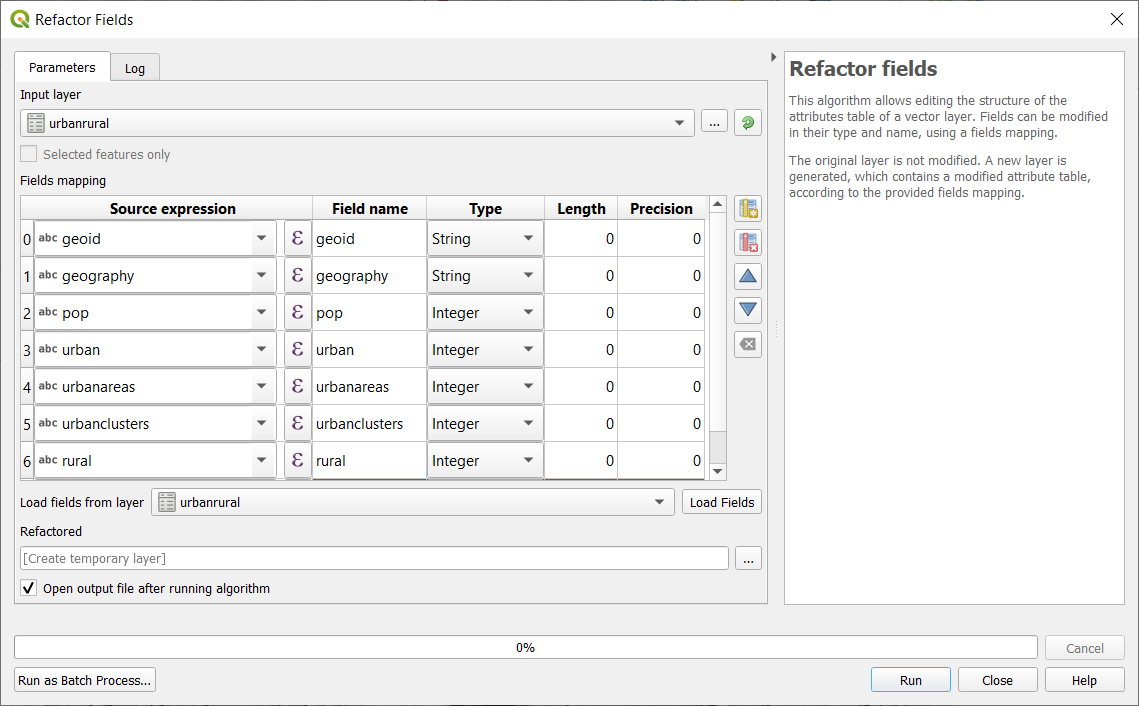 Refactor Fields
Parameters
Log
Input layer
urbanrural
...
Selected features only
Fields mapping
Source expression Field name Type Length Precision
0 abc geoid ε geoid String 0 0
1 abc geography ε geography String 0 0
2 abc pop ε pop Integer 0 0
3 abc urban ε urban Integer 0 0
4 abc urbanareas ε urbanareas Integer 0 0
5 abc urbanclusters ε urbanclusters Integer 0 0
6 abc rural ε rural Integer 0 0
Load fields from layer urbanrural Load Fields
Refactored
[Create temporary layer]
...
Open output file after running algorithm
Refactor fields
This algorithm allows editing the structure of the
attributes table of a vector layer. Fields can be modified
in their type and name, using a fields mapping.
The original layer is not modified. A new layer is
generated, which contains a modified attribute table,
according to the provided fields mapping.
0%
Cancel
Run as Batch Process...
Run
Close
Help